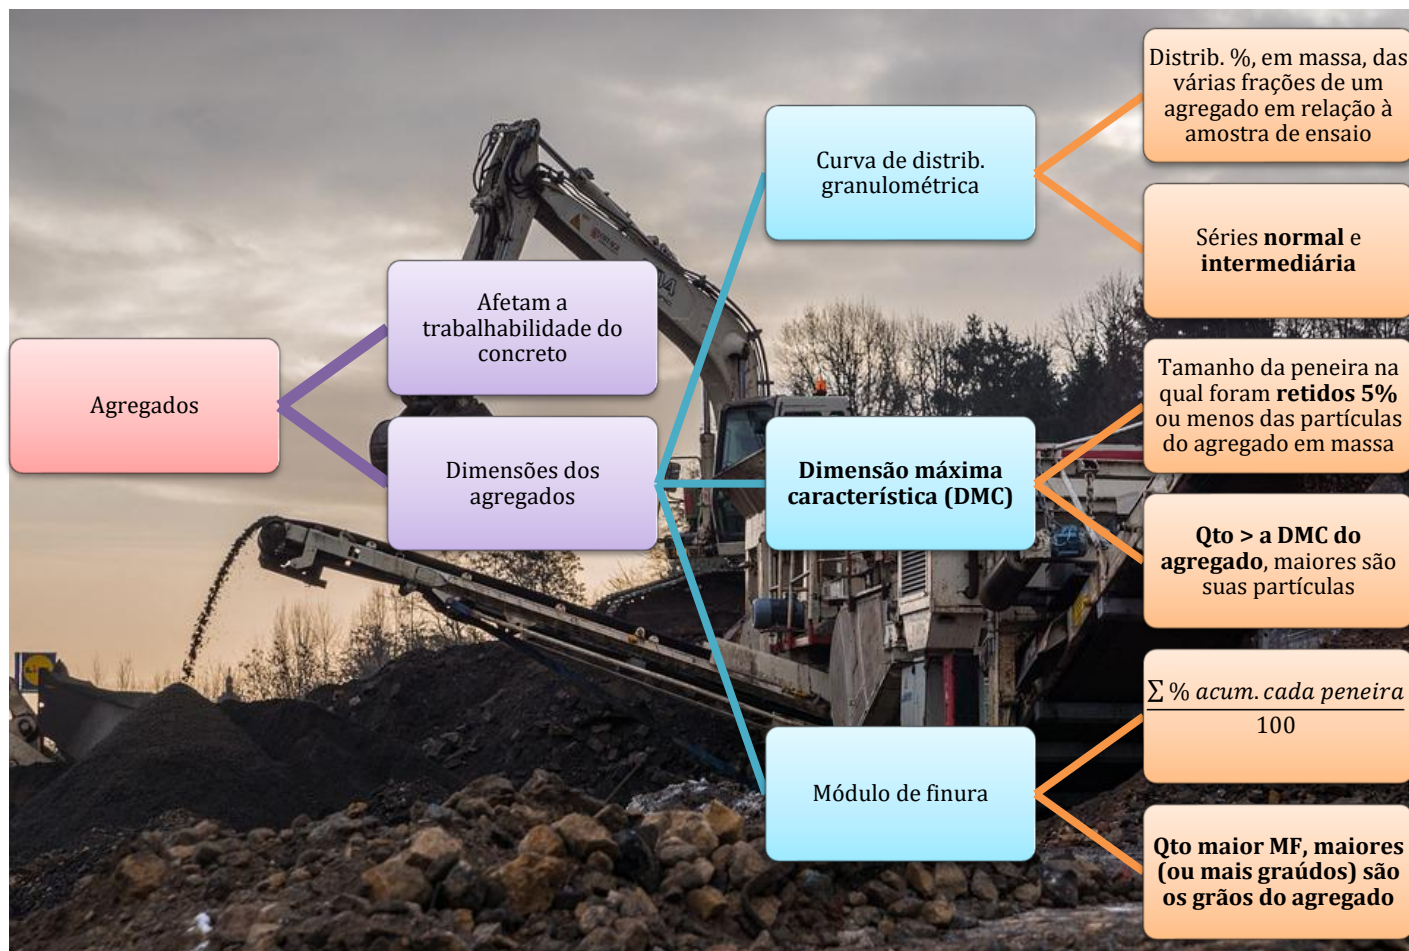 Agregados
Afetam a
trabalhabilidade do
concreto
Dimensões dos
agregados
Curva de distrib.
granulométrica
Distrib. %, em massa, das
várias frações de um
agregado em relação à
amostra de ensaio
Séries normal e
intermediária
Dimensão máxima
característica (DMC)
Tamanho da peneira na
qual foram retidos 5%
ou menos das partículas
do agregado em massa
Qto > a DMC do
agregado, maiores são
suas partículas
Módulo de finura
∑ % acum. cada peneira
100
Qto maior MF, maiores
(ou mais graúdos) são
os grãos do agregado